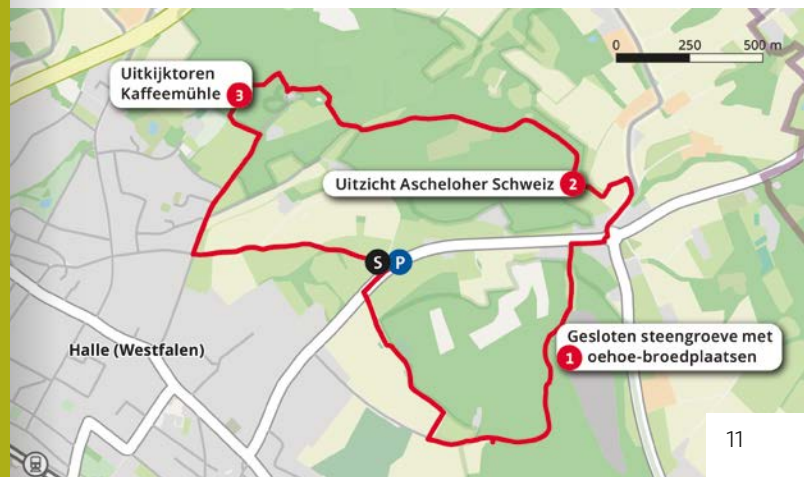 0 250 500 m
Uitkijktoren
Kaffeemühle 3
Uitzicht Ascheloher Schweiz 2
S P
Gesloten steengroeve met
1 oehoe-broedplaatsen
Halle (Westfalen)
11